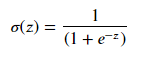 σ(z) = 1 / (1 + e⁻ᶻ)